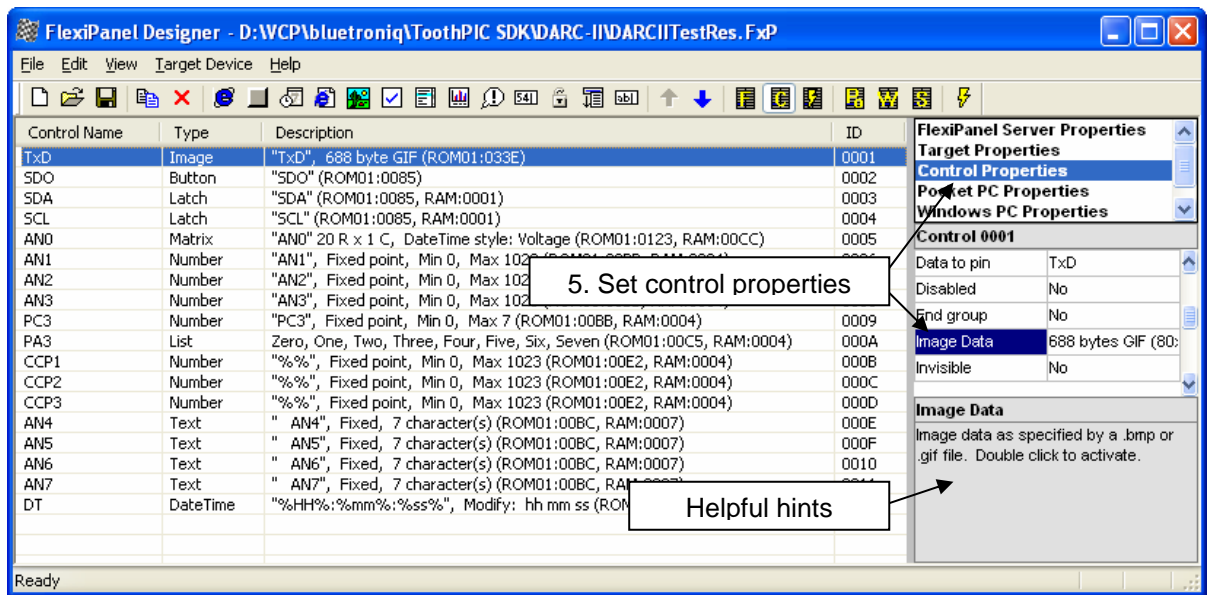 FlexiPanel Designer - D:\VCP\bluetroniq\ToothPIC SDK\DARC-II\DARCIITestRes.FxP
File Edit View Target Device Help
Control Name Type Description ID
TxD Image "TxD", 688 byte GIF (ROM01:033E) 0001
SDO Button "SDO" (ROM01:0085) 0002
SDA Latch "SDA" (ROM01:0085, RAM:0001) 0003
SCL Latch "SCL" (ROM01:0085, RAM:0001) 0004
AN0 Matrix "AN0" 20 R x 1 C, DateTime style: Voltage (ROM01:0123, RAM:00CC) 0005
AN1 Number "AN1", Fixed point, Min 0, Max
AN2 Number "AN2", Fixed point, Min 0, Max 102
AN3 Number "AN3", Fixed point, Min 0, Max 102
PC3 Number "PC3", Fixed point, Min 0, Max 7 (ROM01:00BB, RAM:0004) 0009
PA3 List Zero, One, Two, Three, Four, Five, Six, Seven (ROM01:00C5, RAM:0004) 000A
CCP1 Number "%%", Fixed point, Min 0, Max 1023 (ROM01:00E2, RAM:0004) 000B
CCP2 Number "%%", Fixed point, Min 0, Max 1023 (ROM01:00E2, RAM:0004) 000C
CCP3 Number "%%", Fixed point, Min 0, Max 1023 (ROM01:00E2, RAM:0004) 000D
AN4 Text " AN4", Fixed, 7 character(s) (ROM01:00BC, RAM:0007) 000E
AN5 Text " AN5", Fixed, 7 character(s) (ROM01:00BC, RAM:0007) 000F
AN6 Text " AN6", Fixed, 7 character(s) (ROM01:00BC, RAM:0007) 0010
AN7 Text " AN7", Fixed, 7 character(s) (ROM01:00BC,
DT DateTime "%HH%:%mm%:%ss%", Modify: hh mm ss (ROM
5. Set control properties
Helpful hints
FlexiPanel Server Properties
Target Properties
Control Properties
Pocket PC Properties
Windows PC Properties
Control 0001
Data to pin TxD
Disabled No
End group No
Image Data 688 bytes GIF (80:
Invisible No
Image Data
Image data as specified by a .bmp or
.gif file. Double click to activate.
Ready